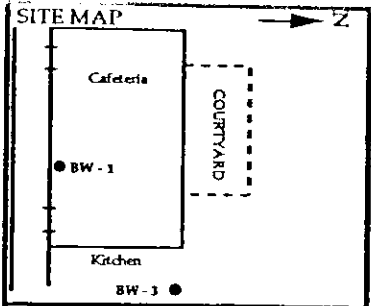 SITE MAP
N
Cafeteria
COURTYARD
BW - 1
Kitchen
BW - 3